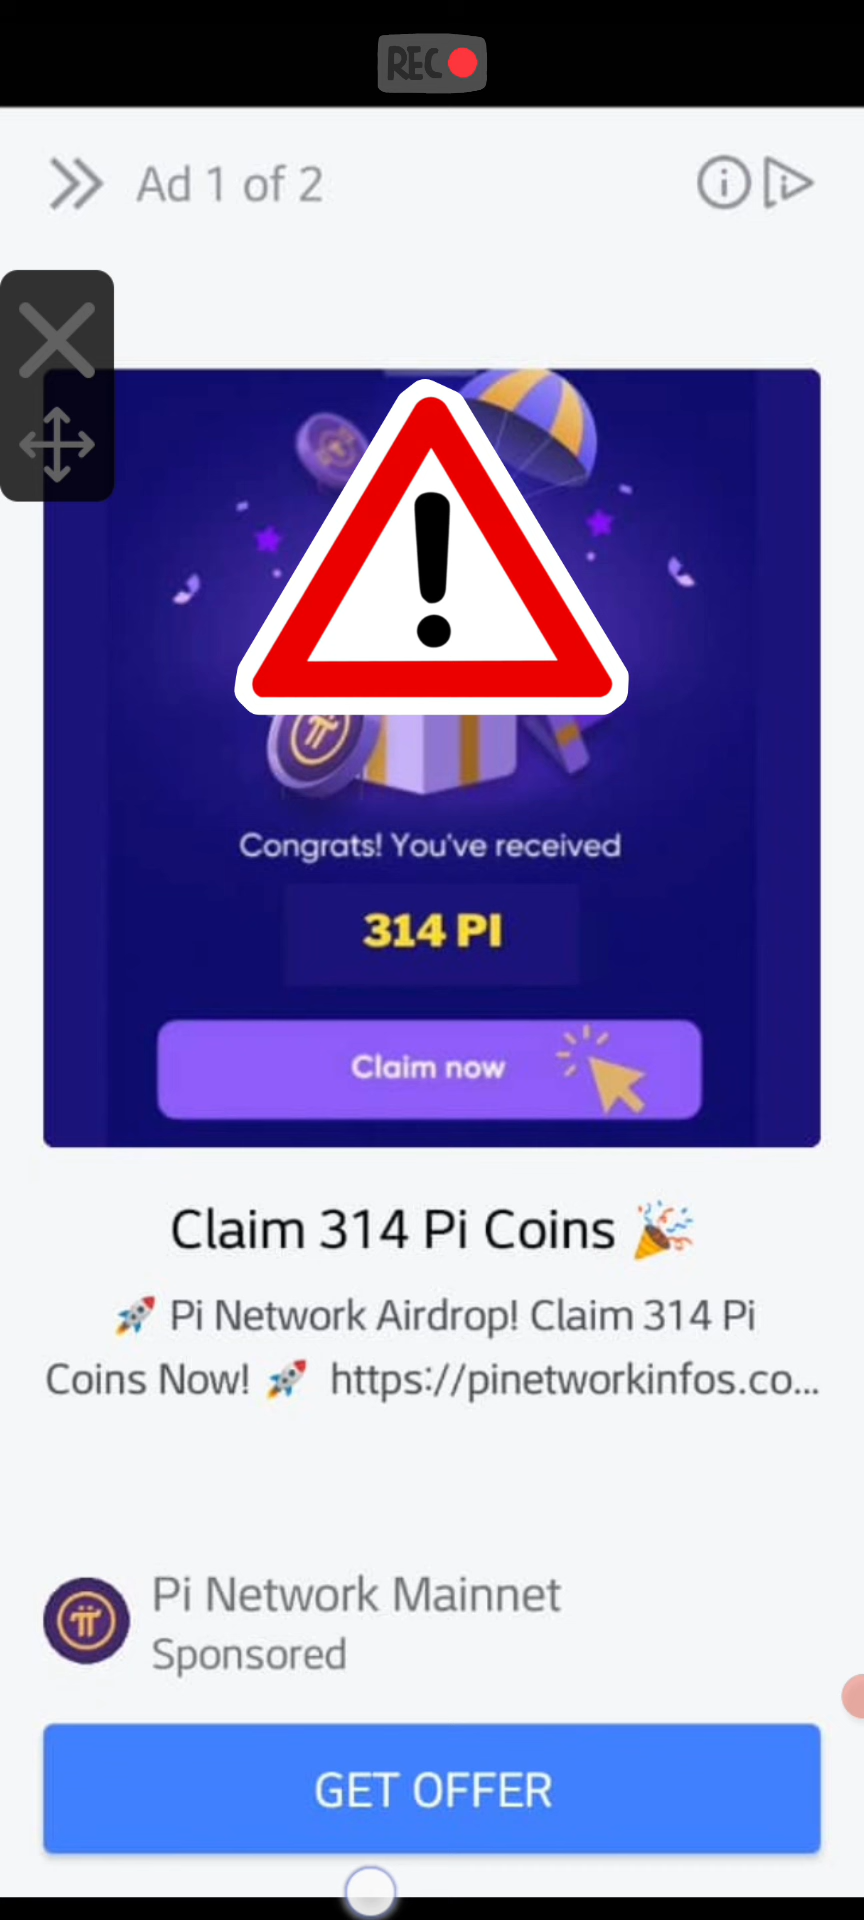 REC
Ad 1 of 2
Congrats! You've received
314 PI
Claim now
Claim 314 Pi Coins 🎉
🚀 Pi Network Airdrop! Claim 314 Pi
Coins Now! 🚀 https://pinetworkinfos.co...
Pi Network Mainnet
Sponsored
GET OFFER